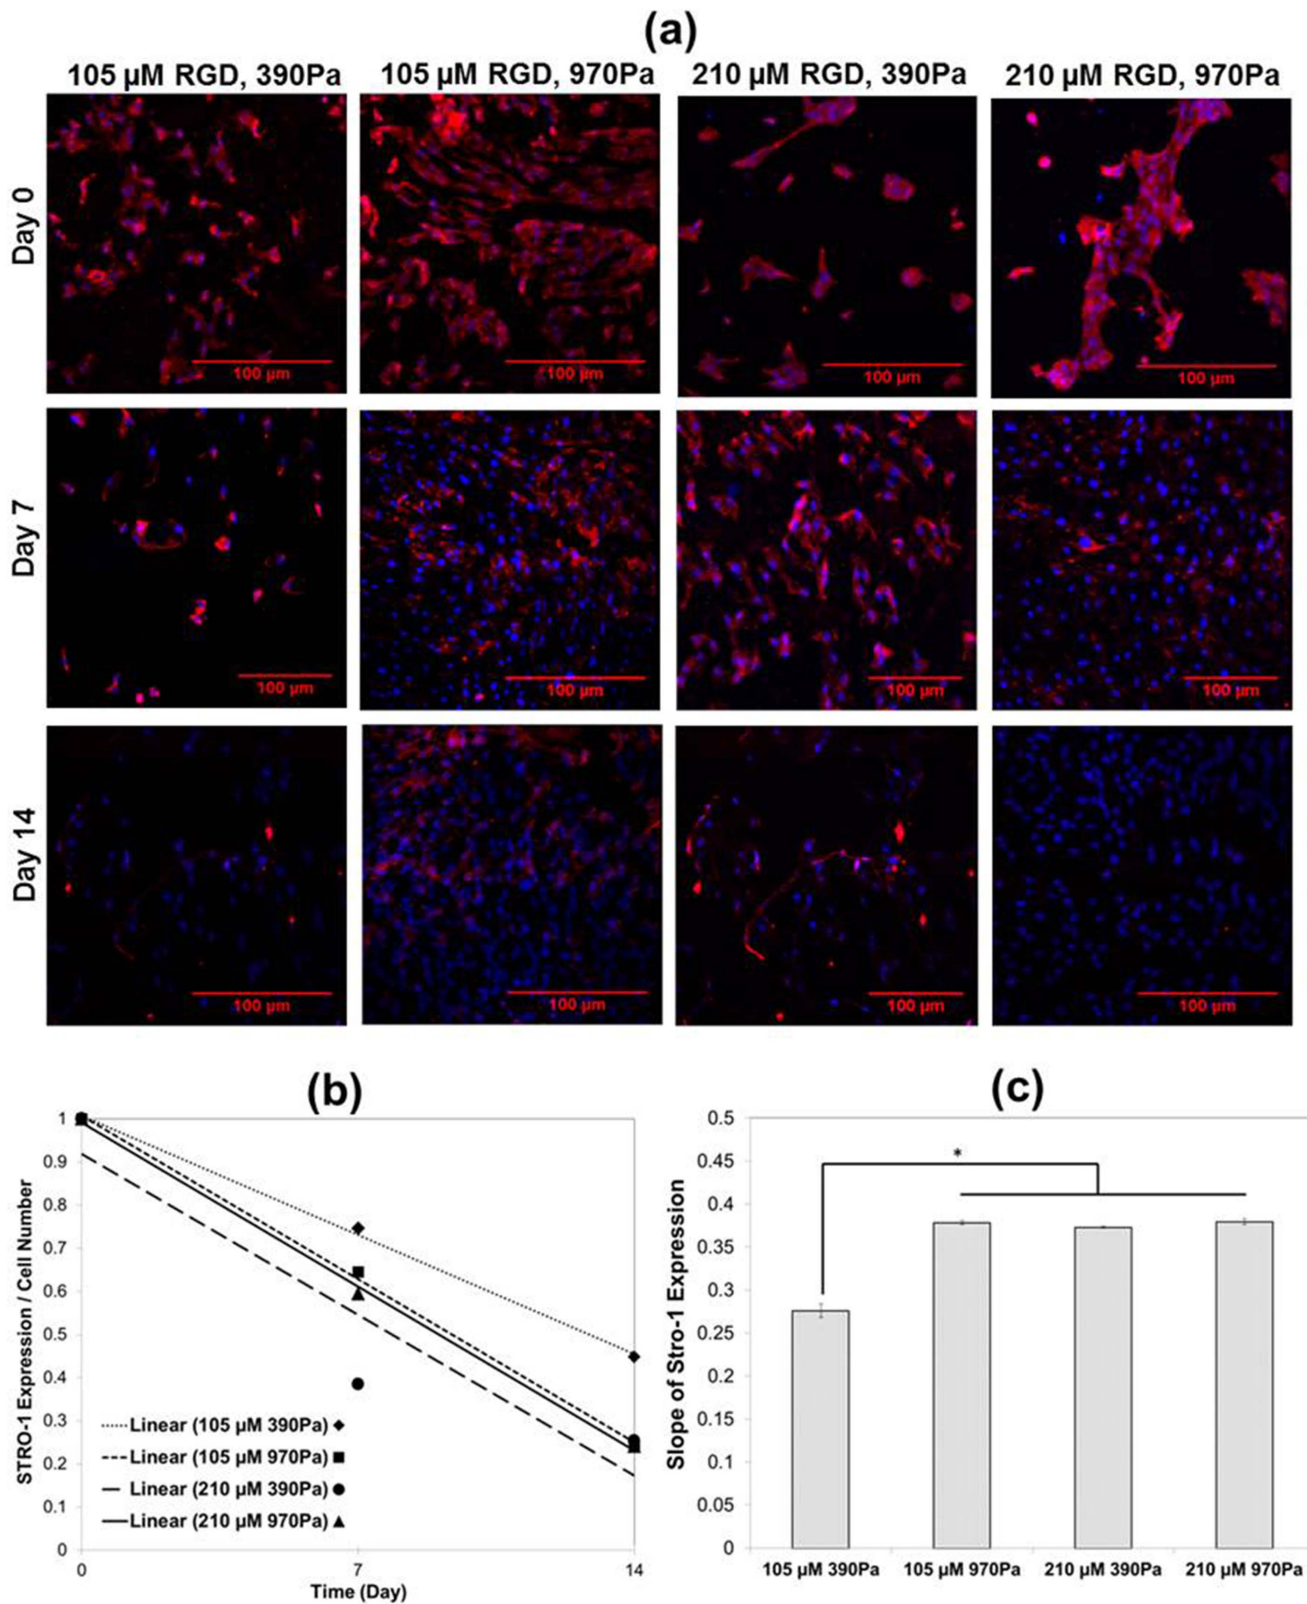 (a)
105 µM RGD, 390Pa 105 µM RGD, 970Pa 210 µM RGD, 390Pa 210 µM RGD, 970Pa
Day 0
100 µm 100 µm 100 µm 100 µm
Day 7
100 µm 100 µm 100 µm 100 µm
Day 14
100 µm 100 µm 100 µm 100 µm
(b)
STRO-1 Expression / Cell Number
1
0.9
0.8
0.7
0.6
0.5
0.4
0.3
0.2
0.1
0
Linear (105 µM 390Pa)
Linear (105 µM 970Pa)
Linear (210 µM 390Pa)
Linear (210 µM 970Pa)
0 7 14
Time (Day)
(c)
Slope of Stro-1 Expression
0.5
0.45
0.4
0.35
0.3
0.25
0.2
0.15
0.1
0.05
0
*
105 µM 390Pa 105 µM 970Pa 210 µM 390Pa 210 µM 970Pa